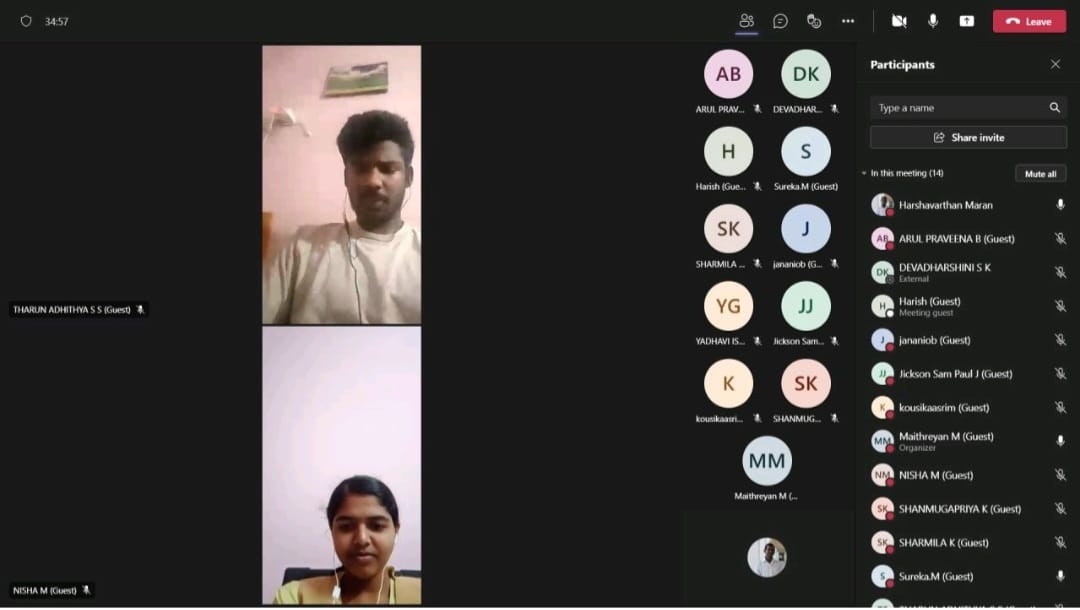 34:57
Leave
THARUN ADHITHYA S S (Guest)
NISHA M (Guest)
AB
DK
ARUL PRAV...
DEVADHAR...
H
S
Harish (Gue...
Sureka.M (Guest)
SK
J
SHARMILA ...
jananiob (G...
YG
JJ
YADHAVI IS...
Jickson Sam...
K
SK
kousikaasri...
SHANMUG...
MM
Maithreyan M (...
Participants
Type a name
Share invite
In this meeting (14)
Mute all
Harshavarthan Maran
AB
ARUL PRAVEENA B (Guest)
DK
DEVADHARSHINI S K
External
H
Harish (Guest)
Meeting guest
J
jananiob (Guest)
JJ
Jickson Sam Paul J (Guest)
K
kousikaasrim (Guest)
MM
Maithreyan M (Guest)
Organizer
NM
NISHA M (Guest)
SK
SHANMUGAPRIYA K (Guest)
SK
SHARMILA K (Guest)
S
Sureka.M (Guest)